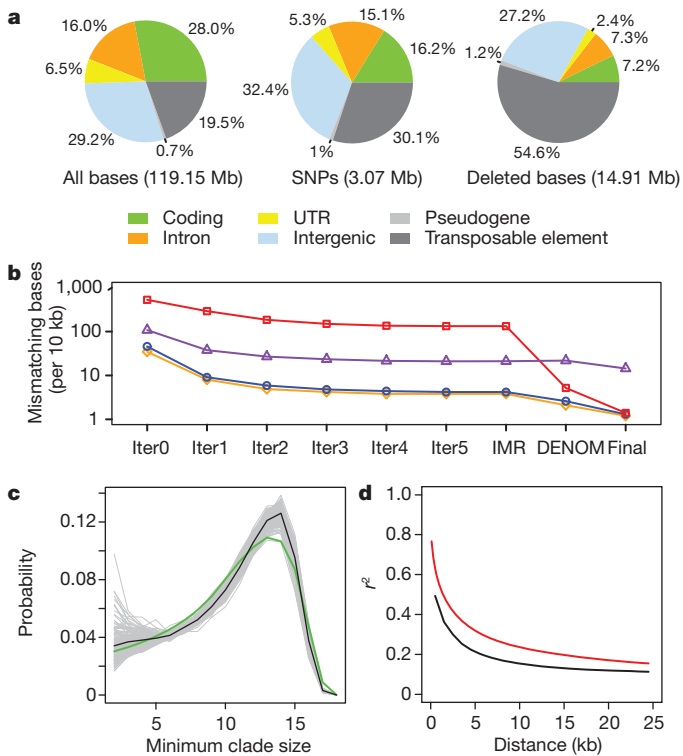 a
16.0%
28.0%
6.5%
29.2%
0.7%
19.5%
All bases (119.15 Mb)
5.3%
15.1%
16.2%
32.4%
1%
30.1%
SNPs (3.07 Mb)
27.2%
2.4%
7.3%
1.2%
7.2%
54.6%
Deleted bases (14.91 Mb)
Coding
UTR
Pseudogene
Intron
Intergenic
Transposable element
b
Mismatching bases
(per 10 kb)
1,000
100
10
1
Iter0 Iter1 Iter2 Iter3 Iter4 Iter5 IMR DENOM Final
c
Probability
0.12
0.08
0.04
0
5 10 15
Minimum clade size
d
r²
1.0
0.8
0.6
0.4
0.2
0
0 5 10 15 20 25
Distance (kb)